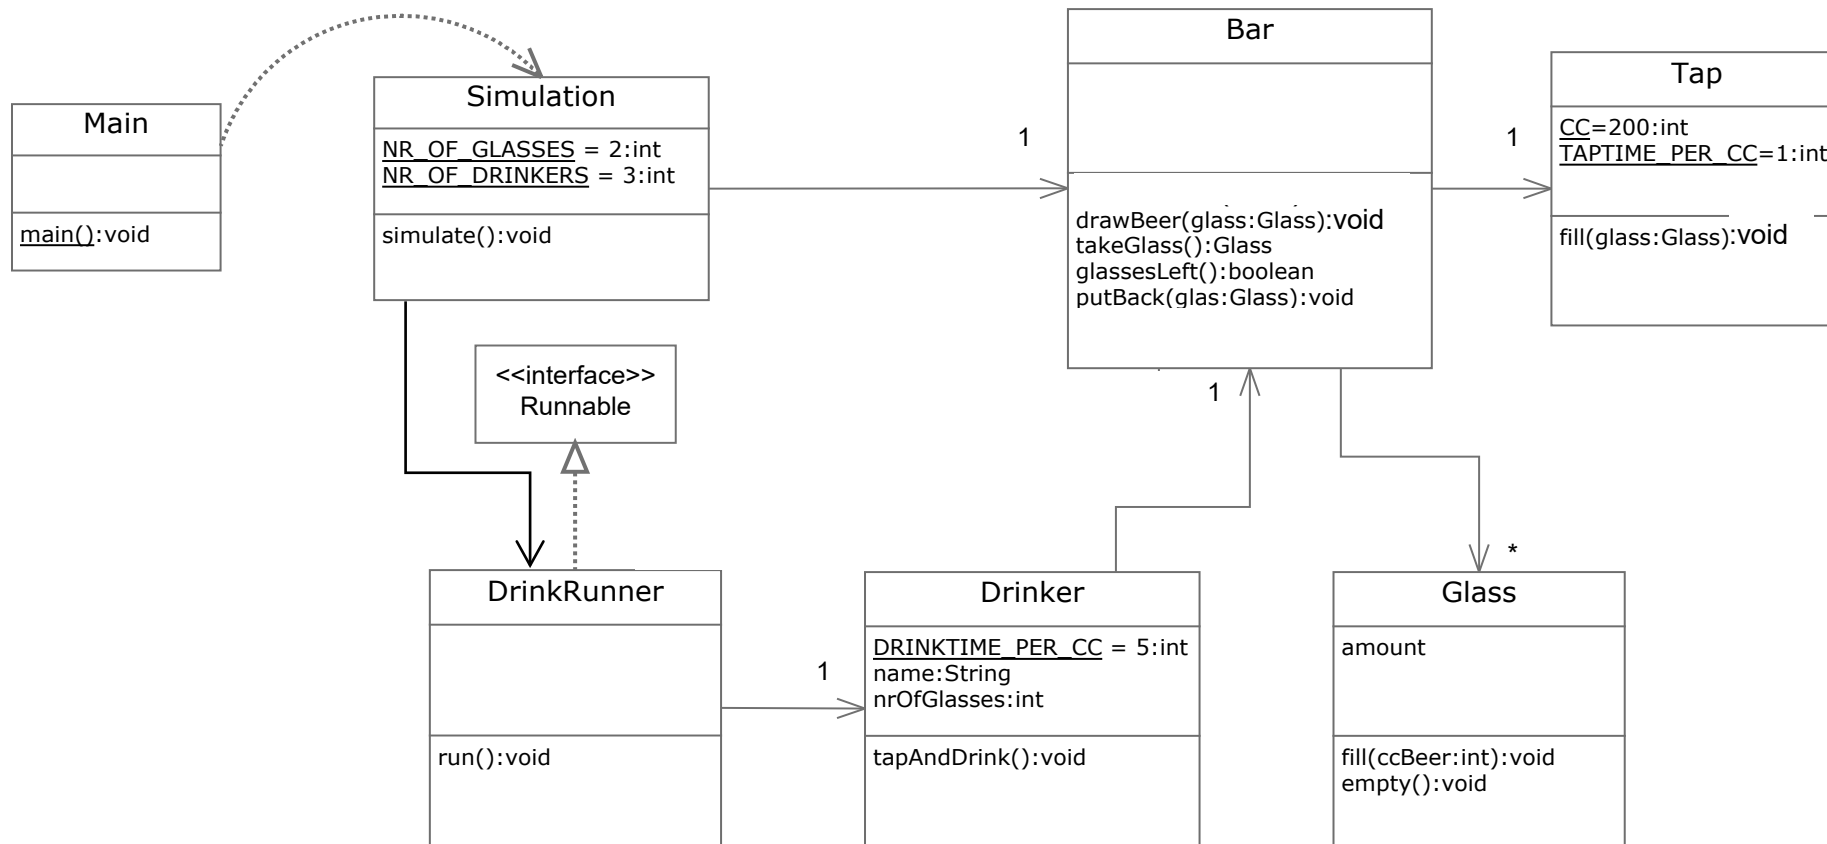 Main
main():void
Simulation
NR_OF_GLASSES = 2:int
NR_OF_DRINKERS = 3:int
simulate():void
1
Bar
drawBeer(glass:Glass):void
takeGlass():Glass
glassesLeft():boolean
putBack(glas:Glass):void
1
Tap
CC=200:int
TAPTIME_PER_CC=1:int
fill(glass:Glass):void
<<interface>>
Runnable
1
*
DrinkRunner
run():void
1
Drinker
DRINKTIME_PER_CC = 5:int
name:String
nrOfGlasses:int
tapAndDrink():void
Glass
amount
fill(ccBeer:int):void
empty():void